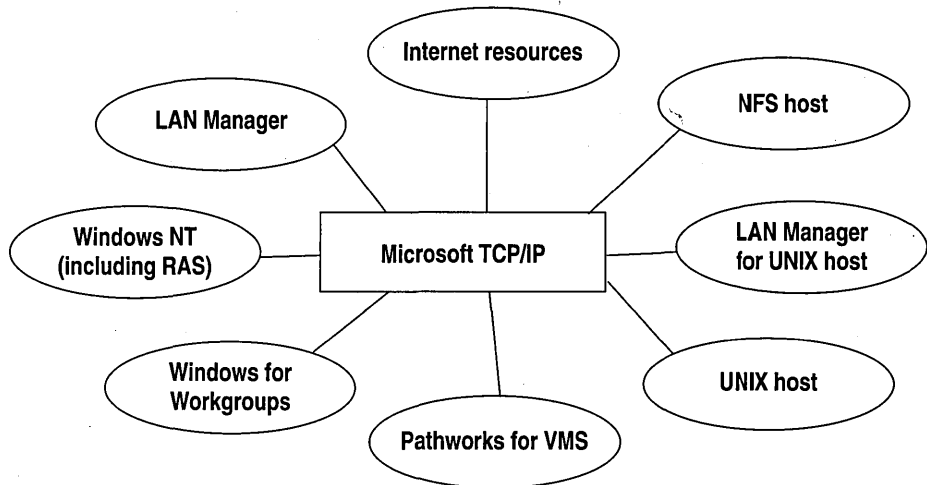 Internet resources
LAN Manager
NFS host
Windows NT
(including RAS)
Microsoft TCP/IP
LAN Manager
for UNIX host
Windows for
Workgroups
UNIX host
Pathworks for VMS